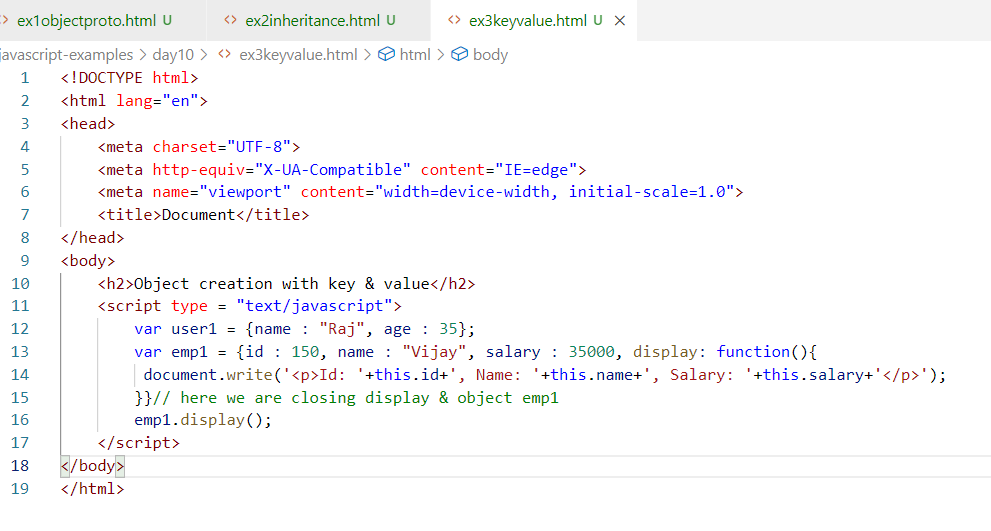 ex1objectproto.html U <> ex2inheritance.html U <> ex3keyvalue.html U ×
javascript-examples > day10 > <> ex3keyvalue.html > html > body
1 <!DOCTYPE html>
2 <html lang="en">
3 <head>
4 <meta charset="UTF-8">
5 <meta http-equiv="X-UA-Compatible" content="IE=edge">
6 <meta name="viewport" content="width=device-width, initial-scale=1.0">
7 <title>Document</title>
8 </head>
9 <body>
10 <h2>Object creation with key & value</h2>
11 <script type = "text/javascript">
12 var user1 = {name : "Raj", age : 35};
13 var emp1 = {id : 150, name : "Vijay", salary : 35000, display: function(){
14 document.write('<p>Id: '+this.id+', Name: '+this.name+', Salary: '+this.salary+'</p>');
15 }}// here we are closing display & object emp1
16 emp1.display();
17 </script>
18 </body>
19 </html>